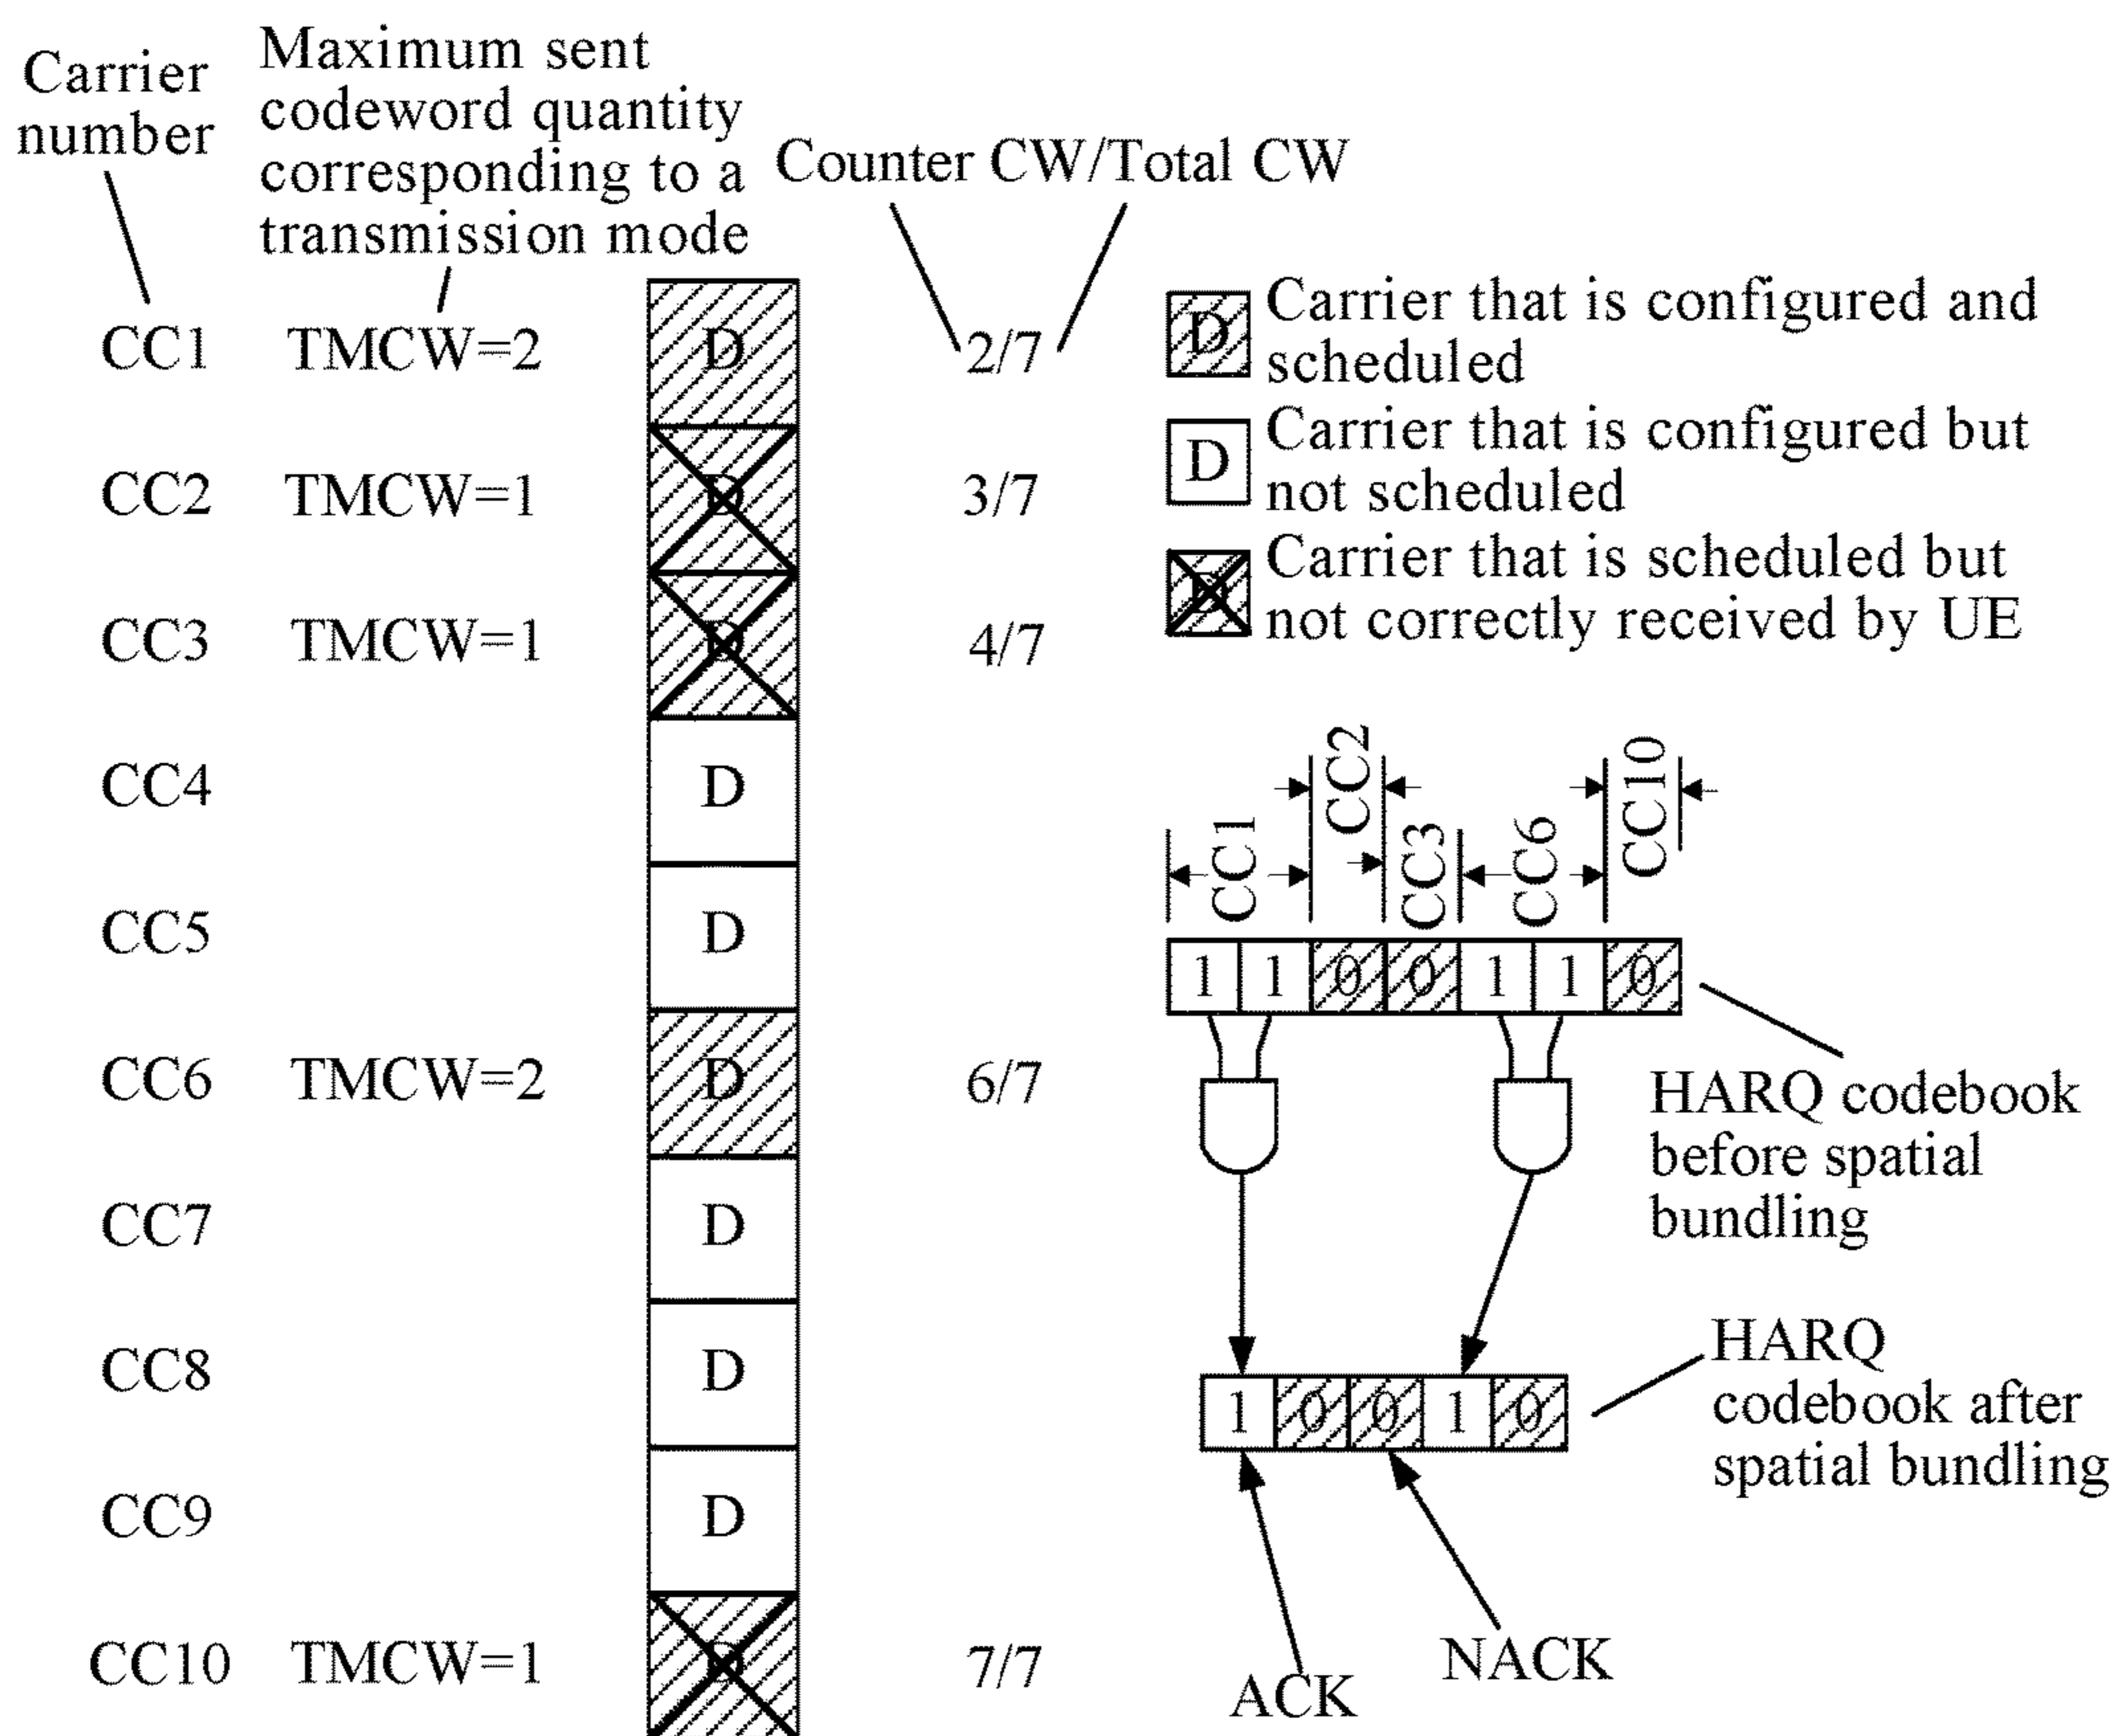 Carrier
number
Maximum sent
codeword quantity
corresponding to a
transmission mode
Counter CW/Total CW
CC1 TMCW=2 D 2/7
CC2 TMCW=1 D 3/7
CC3 TMCW=1 D 4/7
CC4 D
CC5 D
CC6 TMCW=2 D 6/7
CC7 D
CC8 D
CC9 D
CC10 TMCW=1 D 7/7
D Carrier that is configured and
scheduled
D Carrier that is configured but
not scheduled
D Carrier that is scheduled but
not correctly received by UE
CC1 CC2 CC3 CC6 CC10
1 1 0 0 1 1 0
HARQ codebook
before spatial
bundling
1 0 0 1 0
HARQ
codebook after
spatial bundling
ACK NACK